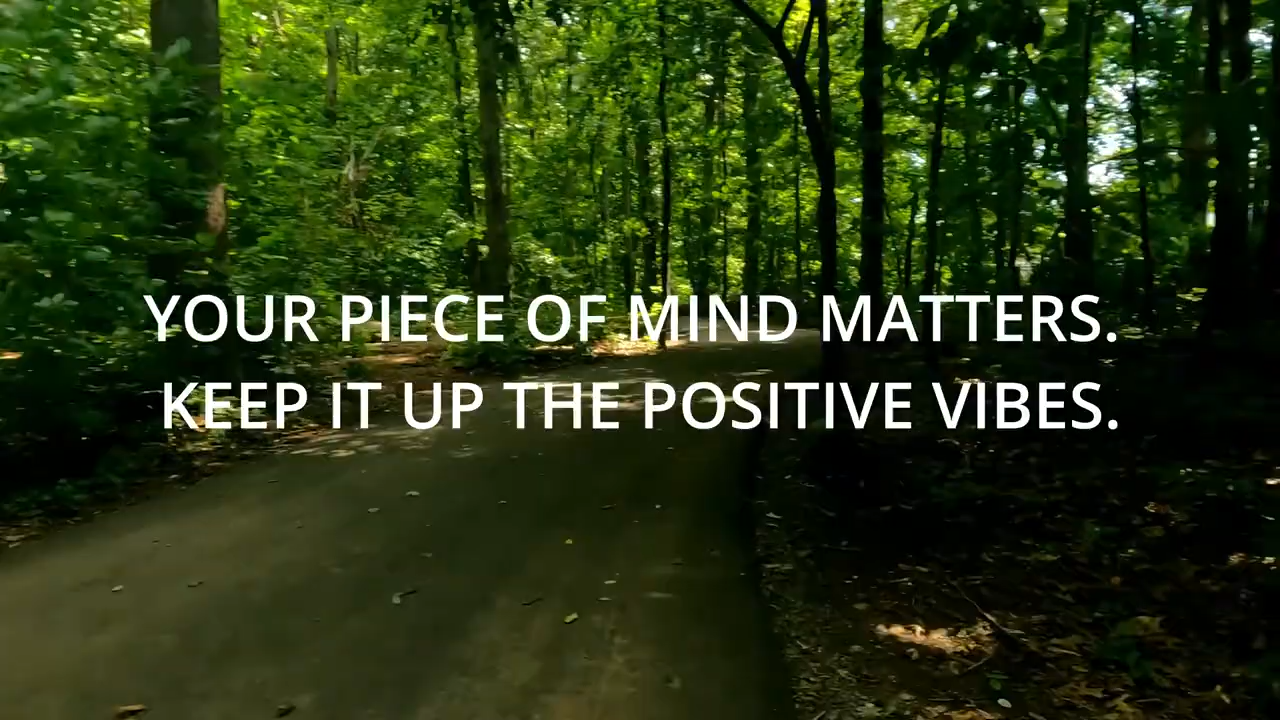 YOUR PIECE OF MIND MATTERS.
KEEP IT UP THE POSITIVE VIBES.